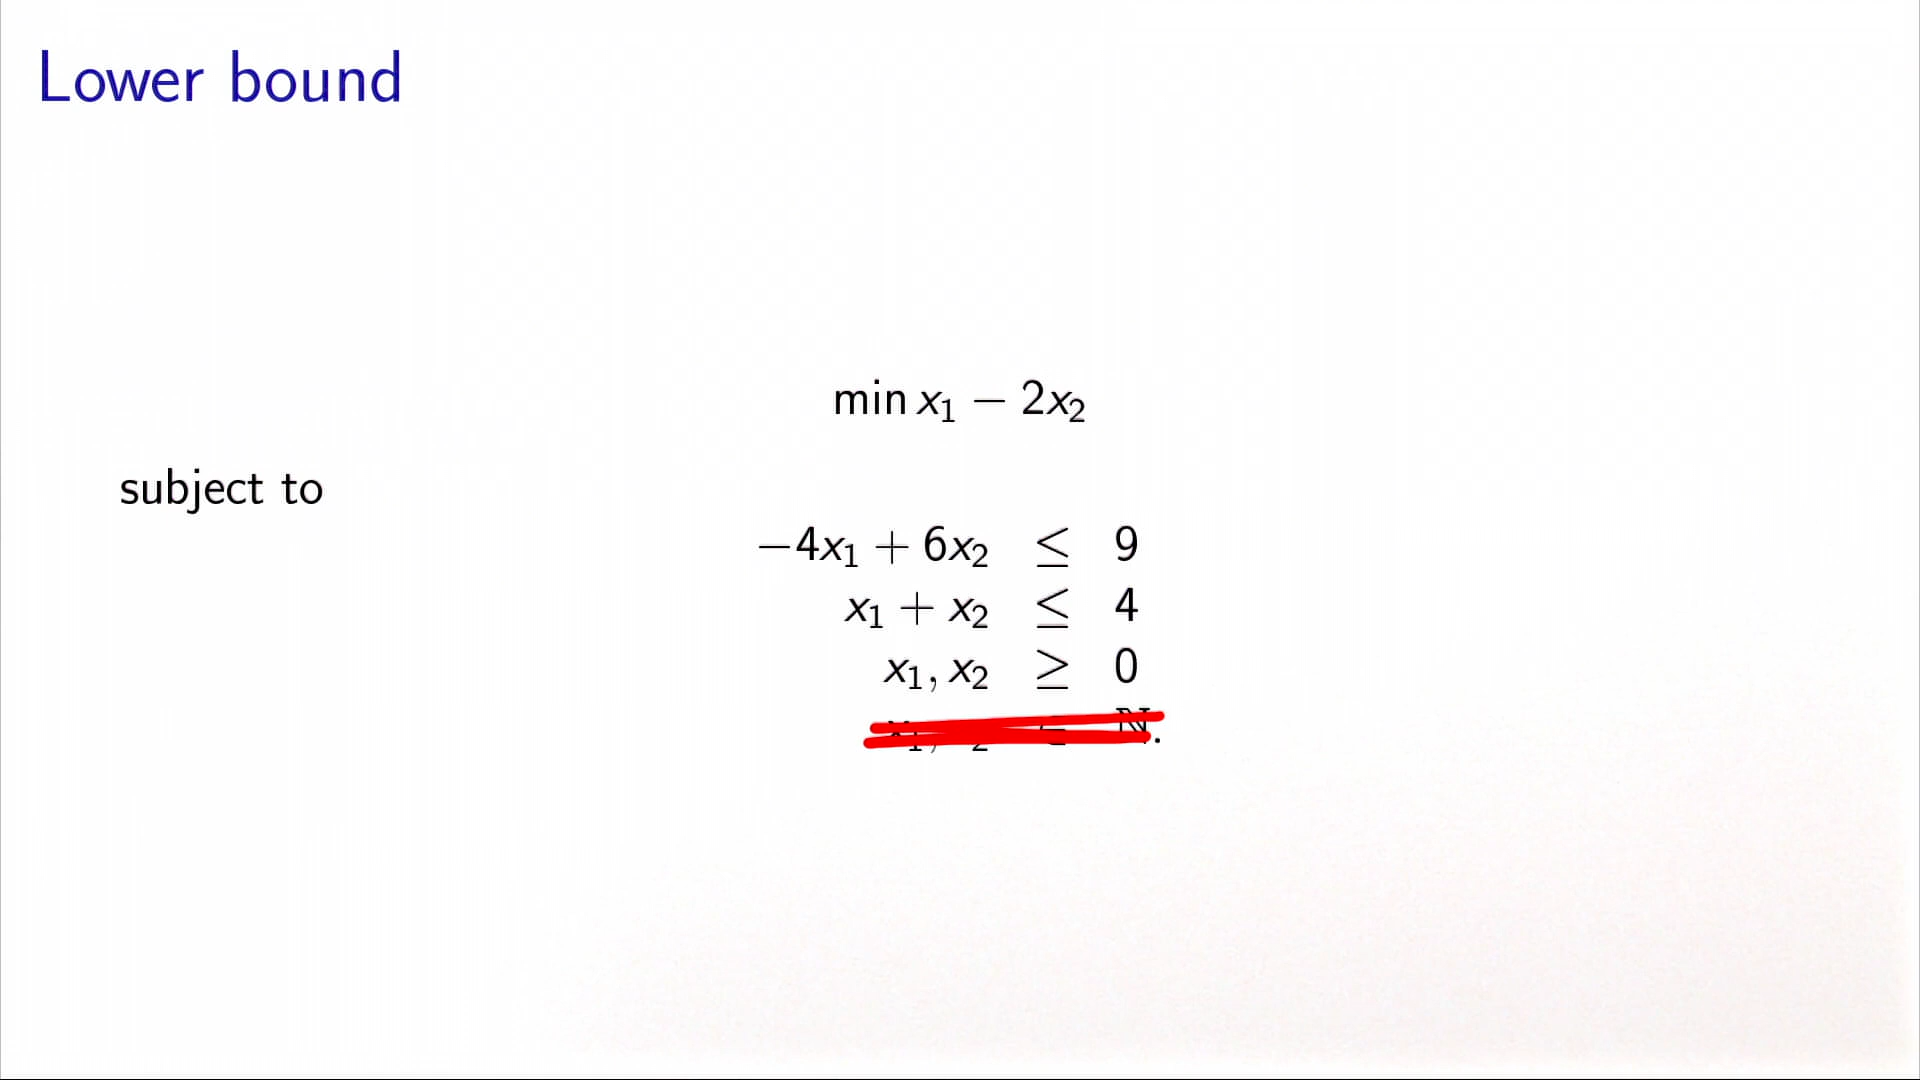 Lower bound
min x₁ − 2x₂
subject to
−4x₁ + 6x₂ ≤ 9
x₁ + x₂ ≤ 4
x₁, x₂ ≥ 0